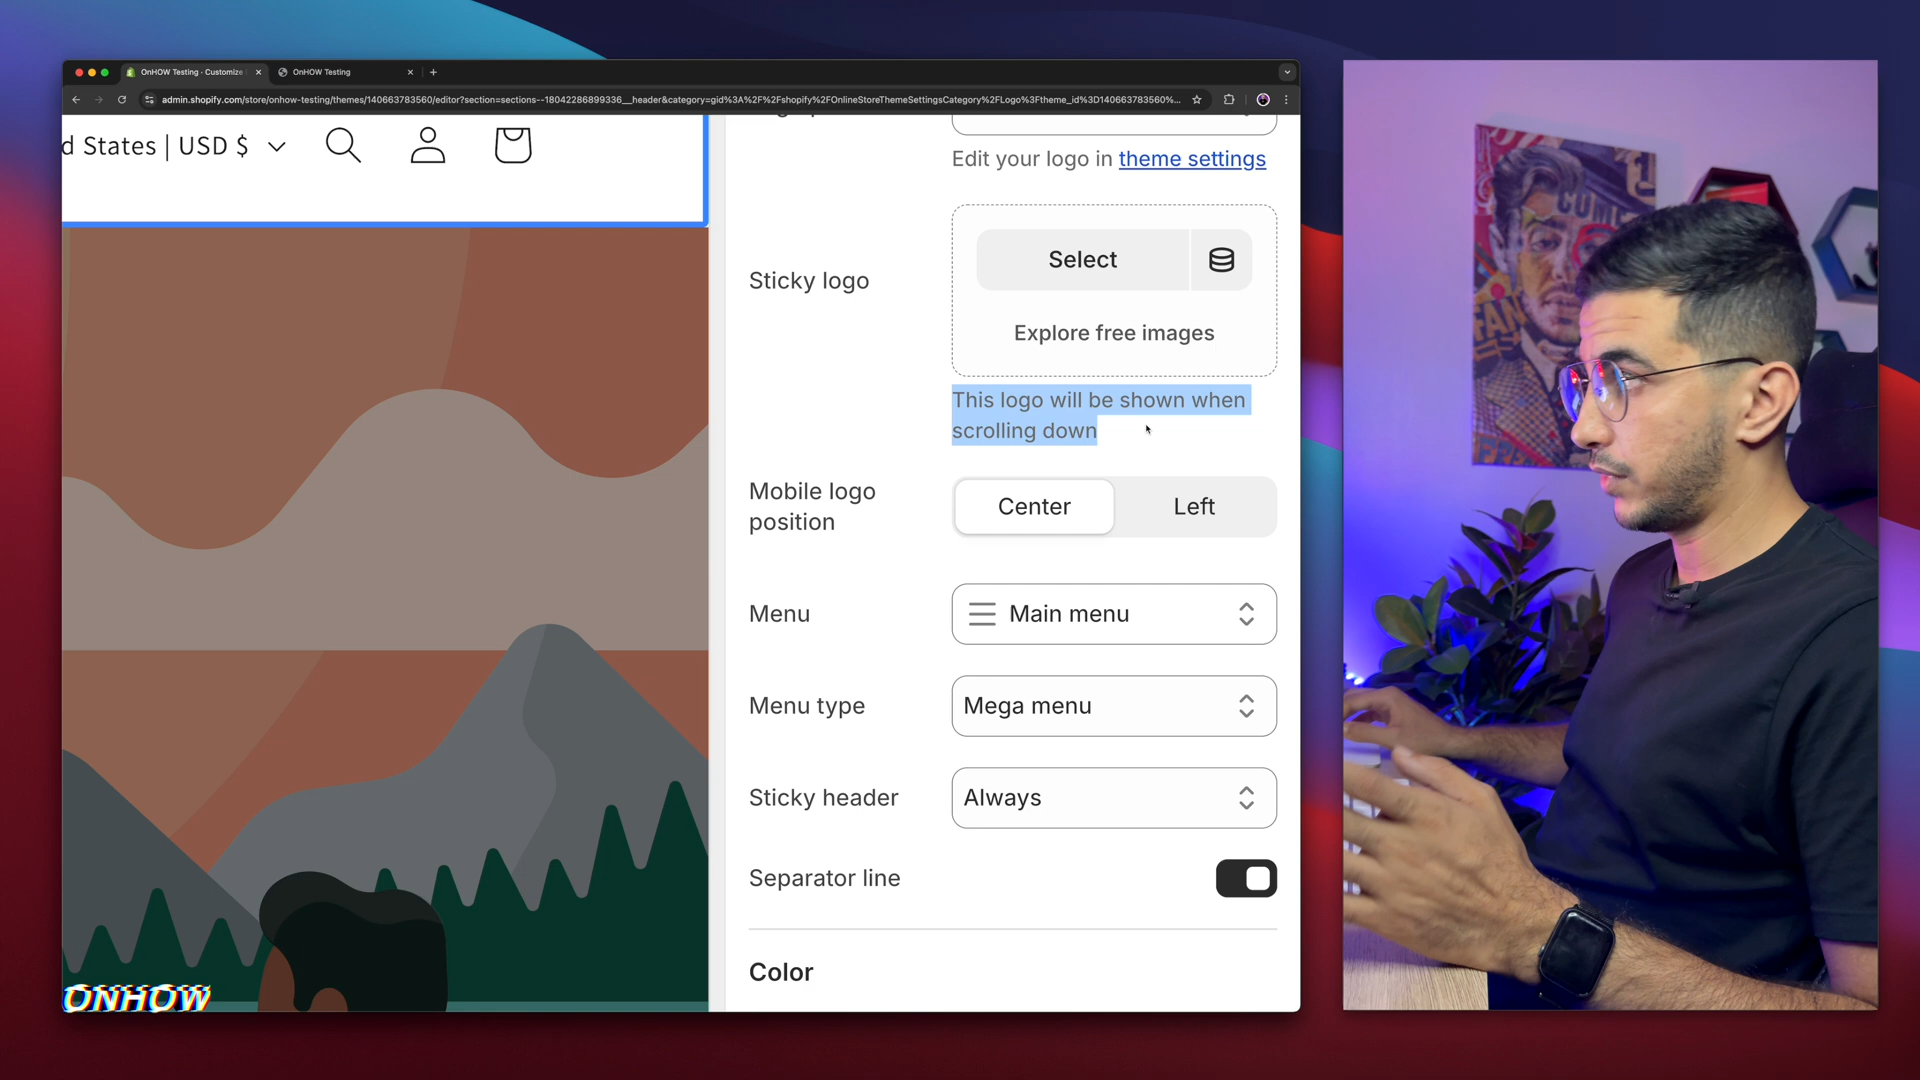 OnHOW Testing · Customize
OnHOW Testing
admin.shopify.com/store/onhow-testing/themes/140663783560/editor?section=sections--18042286899336__header&category=gid%3A%2F%2Fshopify%2FOnlineStoreThemeSettingsCategory%2FLogo%3Ftheme_id%3D140663783560%...
d States | USD $
Edit your logo in theme settings
Sticky logo
Select
Explore free images
This logo will be shown when
scrolling down
Mobile logo
position
Center
Left
Menu
Main menu
Menu type
Mega menu
Sticky header
Always
Separator line
Color
ONHOW
COME
FAN